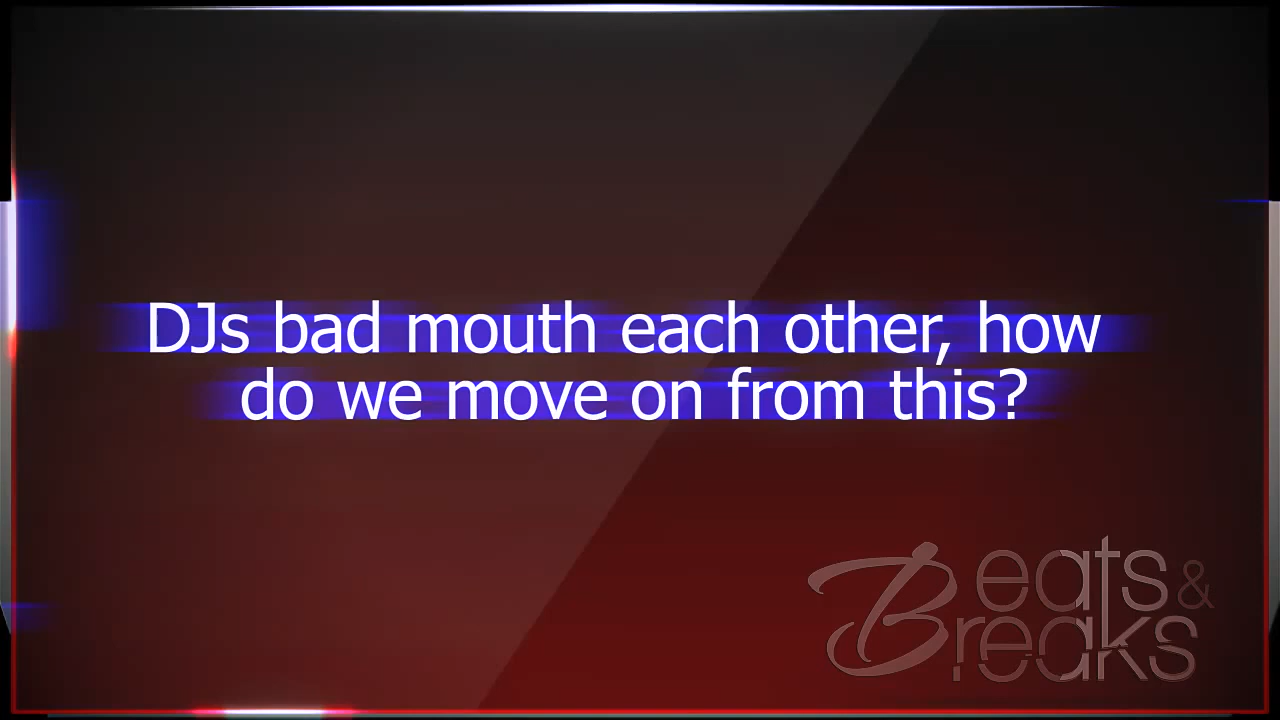 DJs bad mouth each other, how
do we move on from this?
Beats &
Breaks